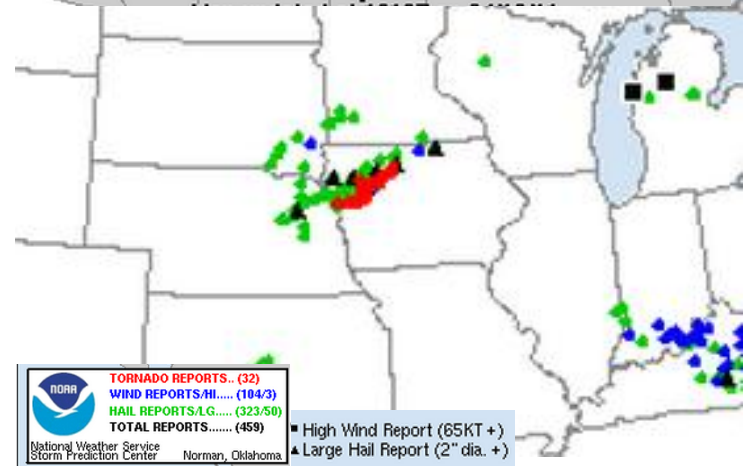 NOAA
TORNADO REPORTS.. (32)
WIND REPORTS/HI..... (104/3)
HAIL REPORTS/LG..... (323/50)
TOTAL REPORTS....... (459)
National Weather Service
Storm Prediction Center Norman, Oklahoma
High Wind Report (65KT +)
Large Hail Report (2" dia. +)